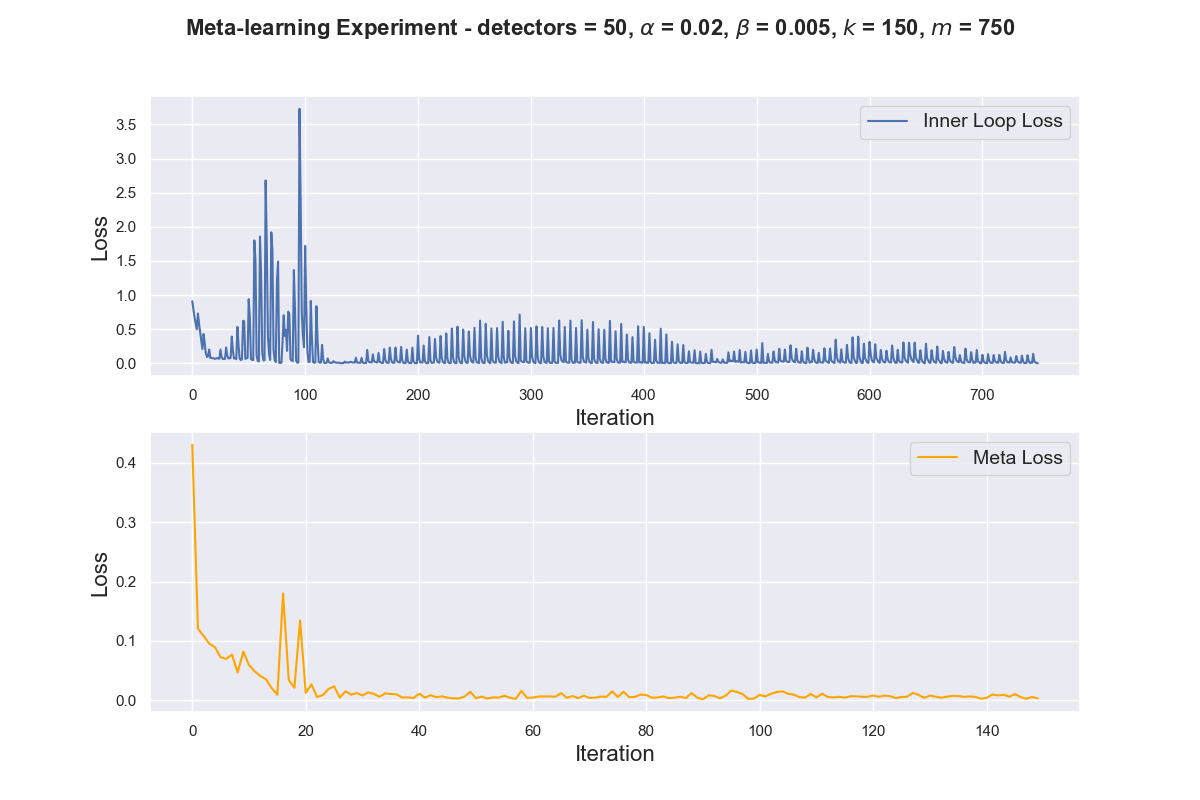 Meta-learning Experiment - detectors = 50, α = 0.02, β = 0.005, k = 150, m = 750
Inner Loop Loss
Loss
3.5
3.0
2.5
2.0
1.5
1.0
0.5
0.0
0 100 200 300 400 500 600 700
Iteration
Meta Loss
Loss
0.4
0.3
0.2
0.1
0.0
0 20 40 60 80 100 120 140
Iteration